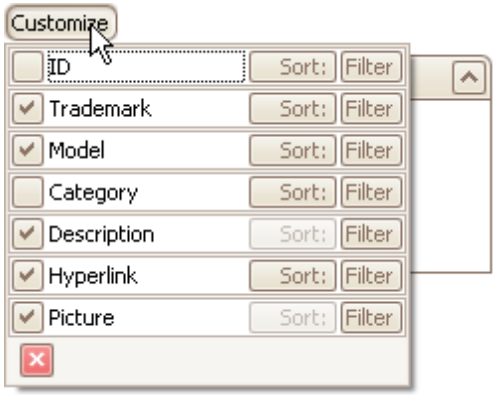 Customize
ID Sort: Filter
Trademark Sort: Filter
Model Sort: Filter
Category Sort: Filter
Description Sort: Filter
Hyperlink Sort: Filter
Picture Sort: Filter